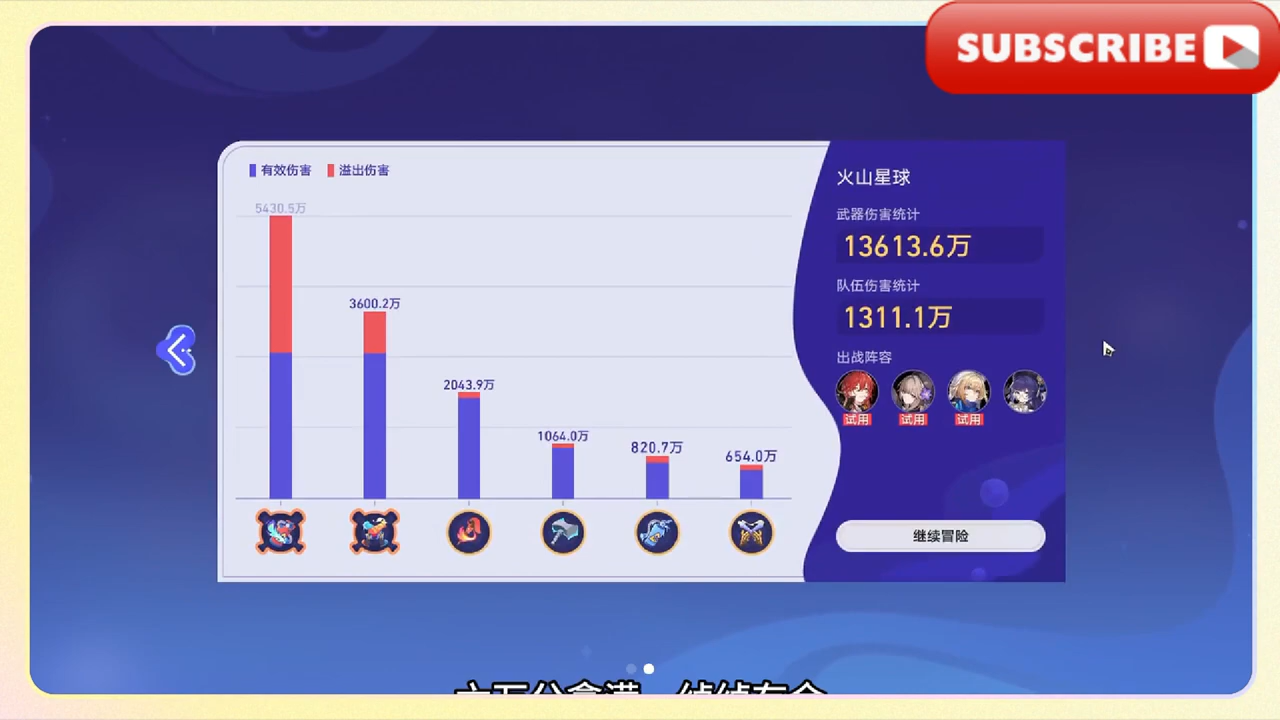 SUBSCRIBE
有效伤害 溢出伤害
5430.5万
3600.2万
2043.9万
1064.0万
820.7万
654.0万
火山星球
武器伤害统计
13613.6万
队伍伤害统计
1311.1万
出战阵容
试用 试用 试用
继续冒险